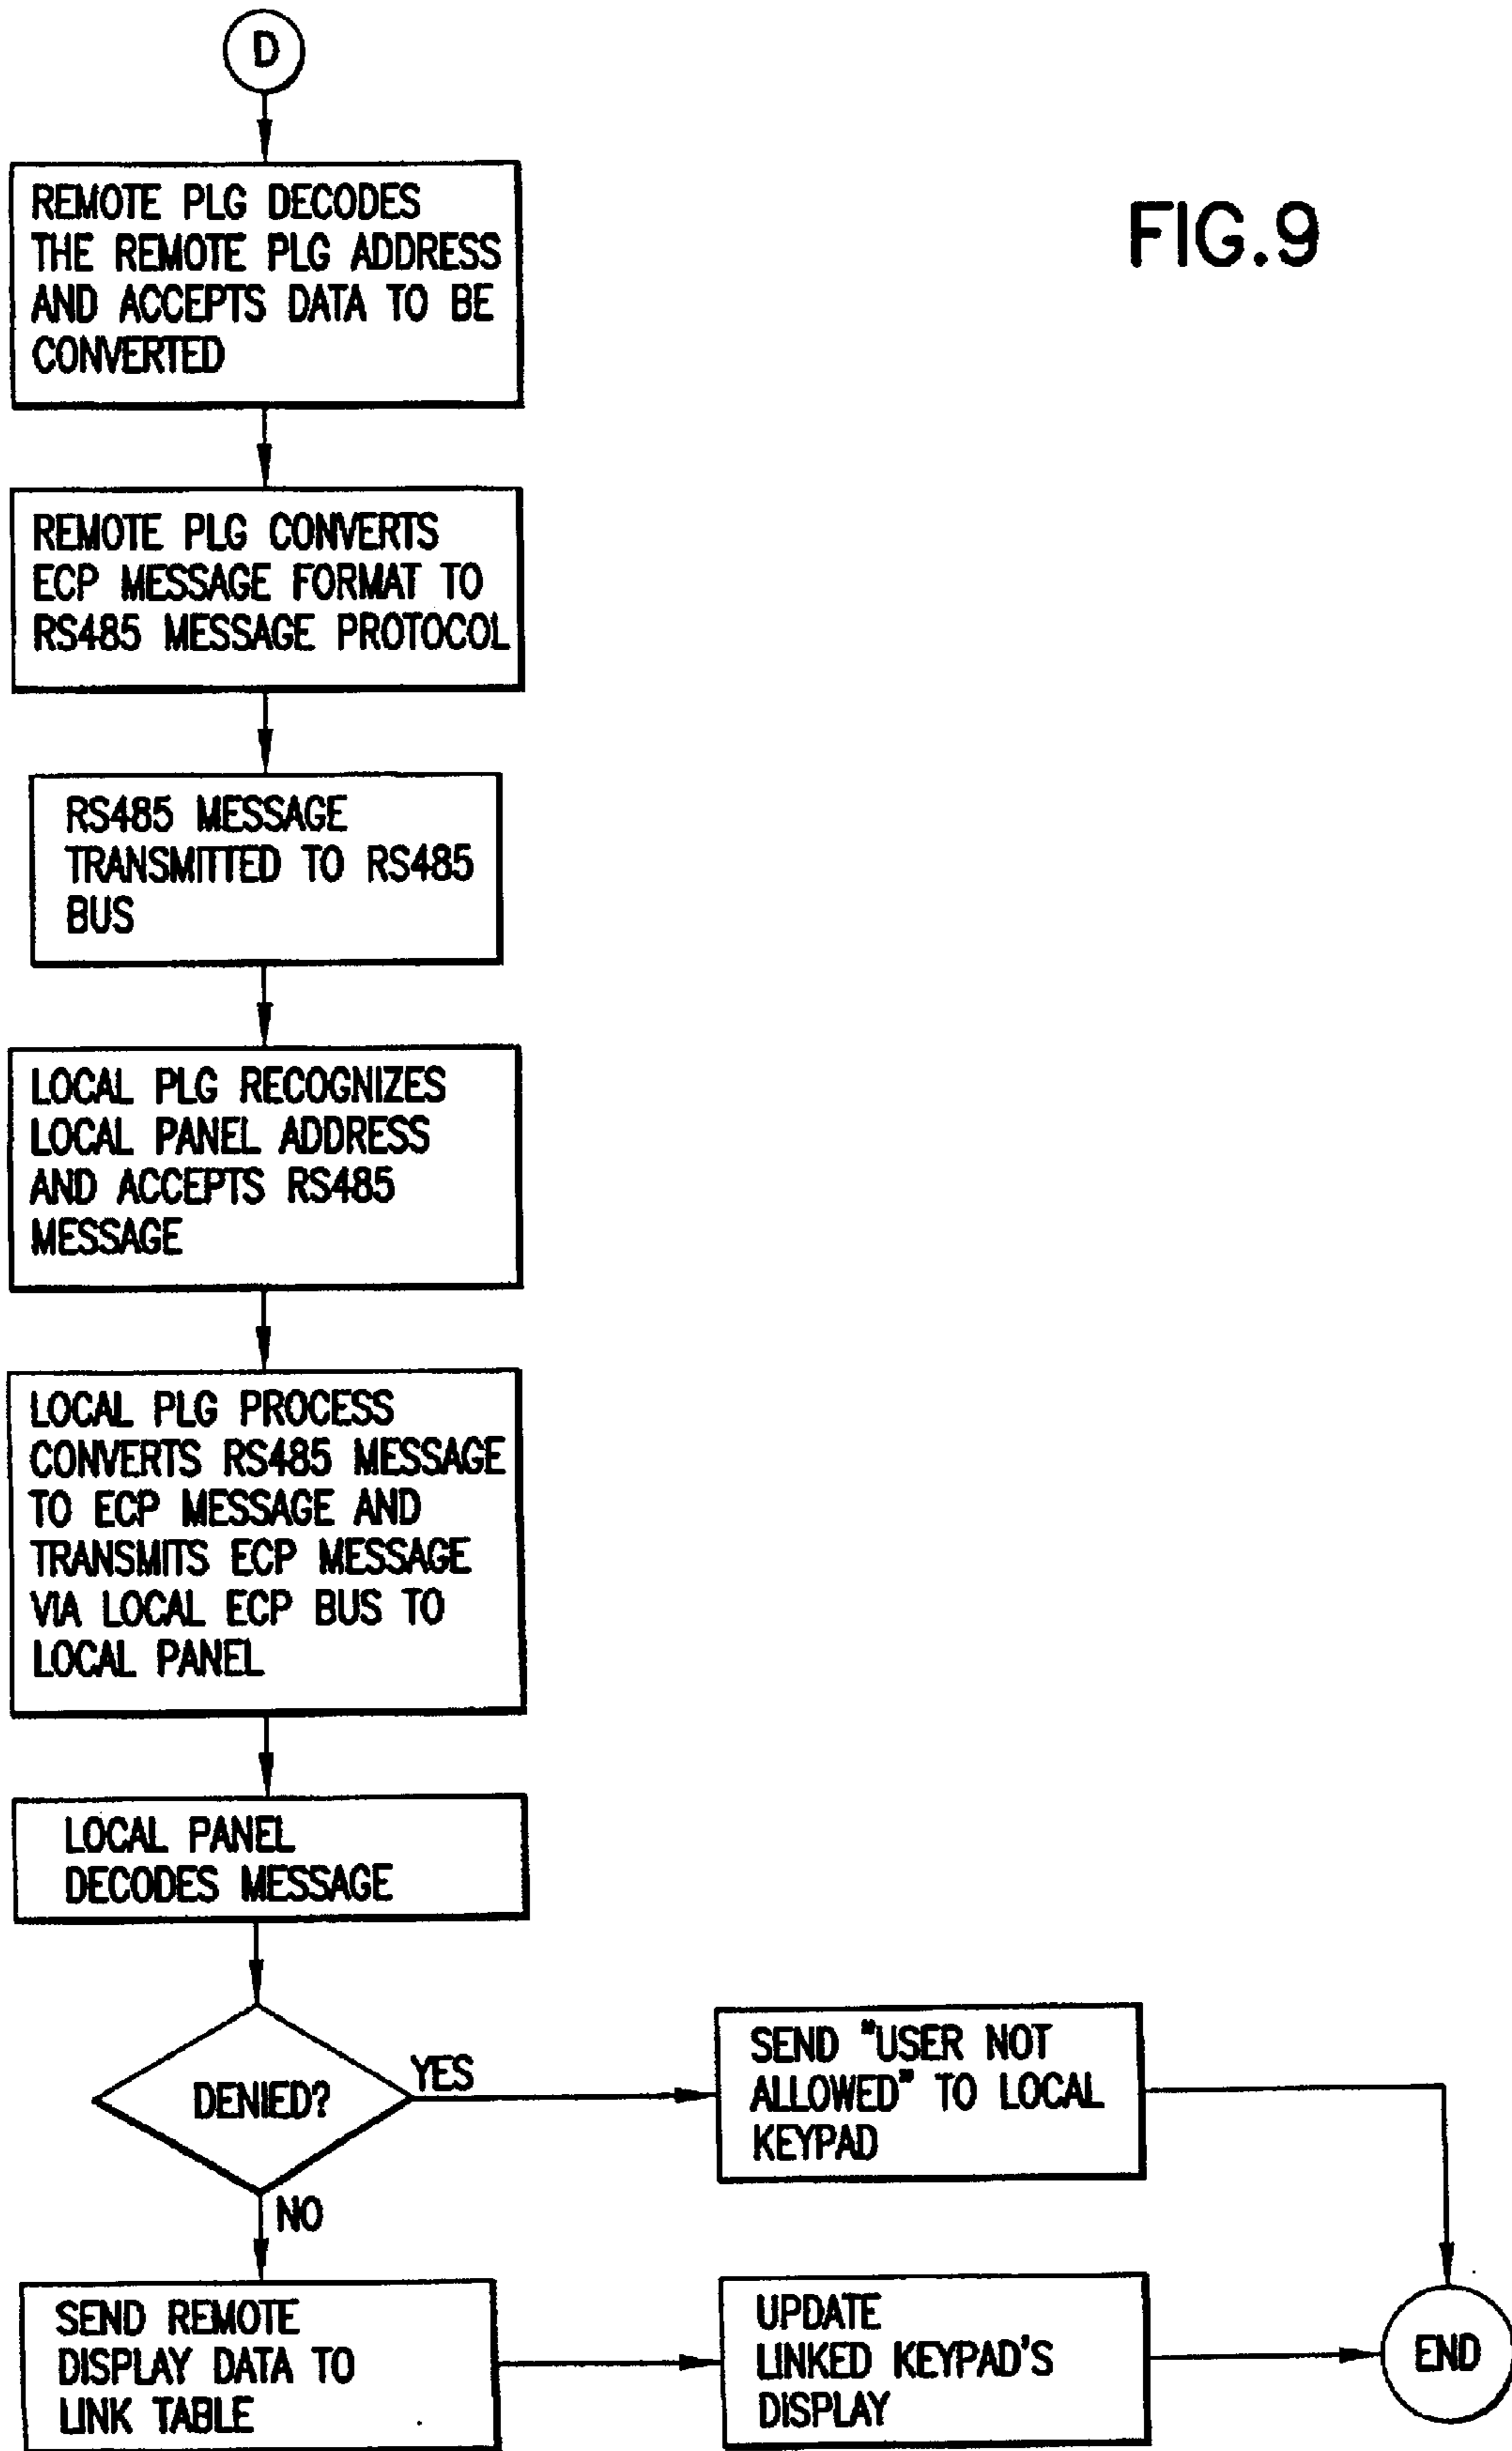 D
FIG.9
REMOTE PLG DECODES
THE REMOTE PLG ADDRESS
AND ACCEPTS DATA TO BE
CONVERTED
REMOTE PLG CONVERTS
ECP MESSAGE FORMAT TO
RS485 MESSAGE PROTOCOL
RS485 MESSAGE
TRANSMITTED TO RS485
BUS
LOCAL PLG RECOGNIZES
LOCAL PANEL ADDRESS
AND ACCEPTS RS485
MESSAGE
LOCAL PLG PROCESS
CONVERTS RS485 MESSAGE
TO ECP MESSAGE AND
TRANSMITS ECP MESSAGE
VIA LOCAL ECP BUS TO
LOCAL PANEL
LOCAL PANEL
DECODES MESSAGE
DENIED?
YES
SEND "USER NOT
ALLOWED" TO LOCAL
KEYPAD
NO
SEND REMOTE
DISPLAY DATA TO
LINK TABLE
UPDATE
LINKED KEYPAD'S
DISPLAY
END